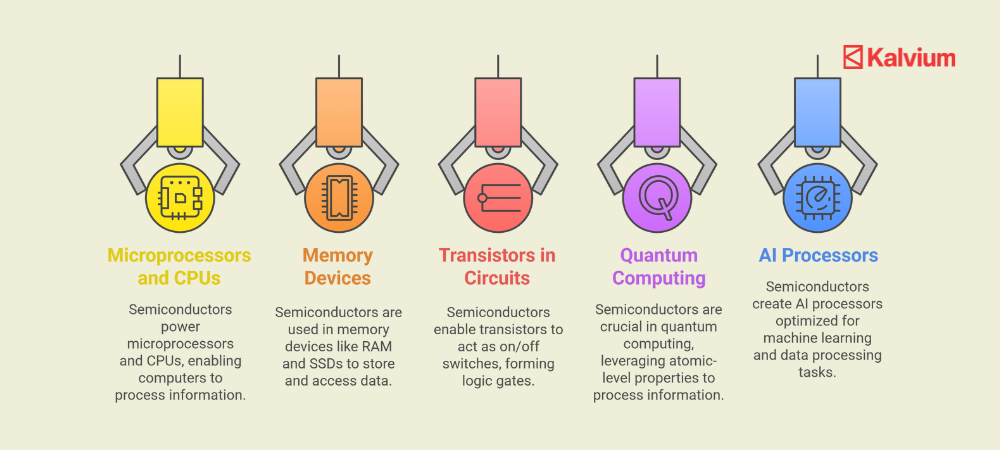 Kalvium
Microprocessors
and CPUs
Semiconductors
power
microprocessors
and CPUs, enabling
computers to
process information.
Memory
Devices
Semiconductors are
used in memory
devices like RAM
and SSDs to store
and access data.
Transistors in
Circuits
Semiconductors
enable transistors to
act as on/off
switches, forming
logic gates.
Quantum
Computing
Semiconductors are
crucial in quantum
computing,
leveraging atomic-
level properties to
process information.
AI Processors
Semiconductors
create AI processors
optimized for
machine learning
and data processing
tasks.